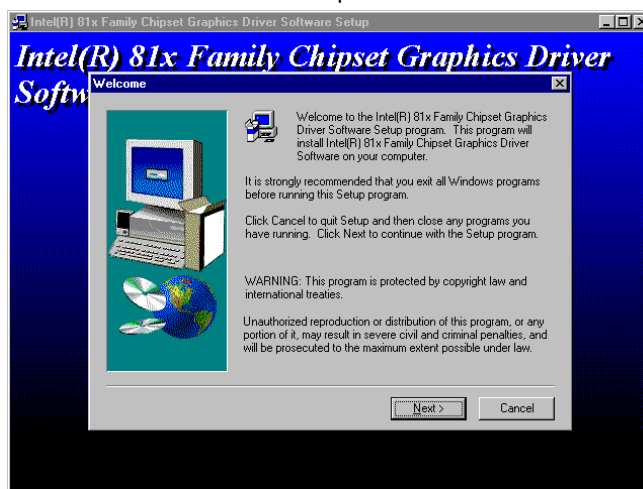 Intel(R) 81x Family Chipset Graphics Driver Software Setup
Intel(R) 81x Family Chipset Graphics Driver
Softw
Welcome
Welcome to the Intel(R) 81x Family Chipset Graphics
Driver Software Setup program. This program will
install Intel(R) 81x Family Chipset Graphics Driver
Software on your computer.
It is strongly recommended that you exit all Windows programs
before running this Setup program.
Click Cancel to quit Setup and then close any programs you
have running. Click Next to continue with the Setup program.
WARNING: This program is protected by copyright law and
international treaties.
Unauthorized reproduction or distribution of this program, or any
portion of it, may result in severe civil and criminal penalties, and
will be prosecuted to the maximum extent possible under law.
Next >
Cancel